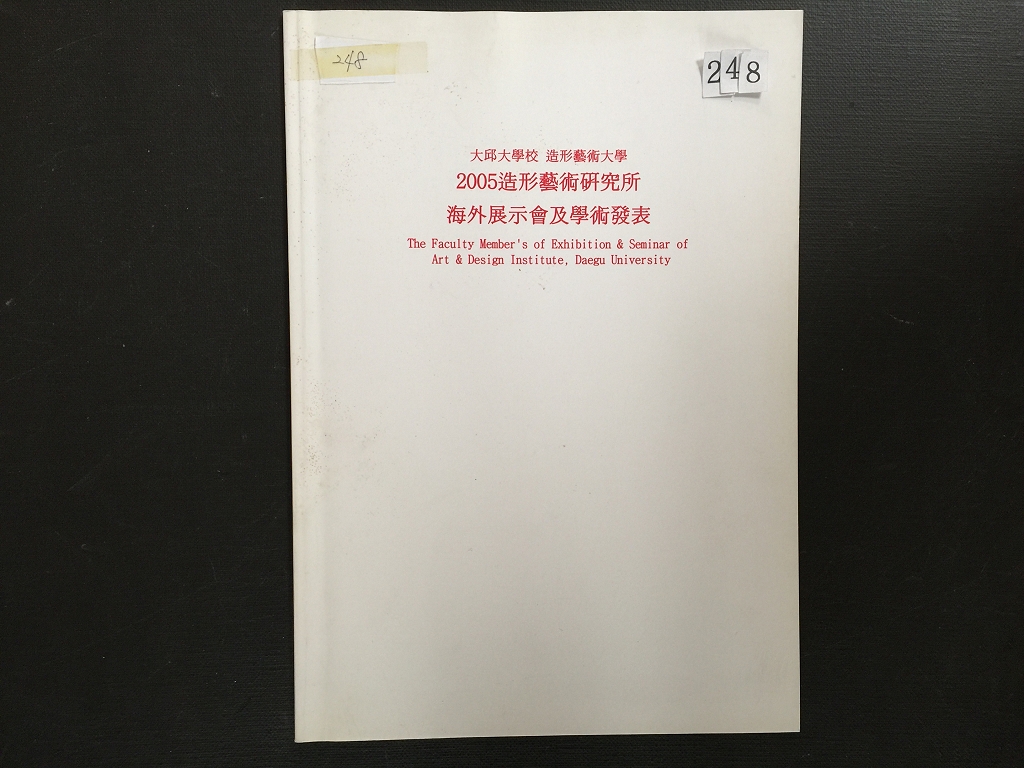 248
248
大邱大學校 造形藝術大學
2005造形藝術硏究所
海外展示會及學術發表
The Faculty Member's of Exhibition & Seminar of
Art & Design Institute, Daegu University